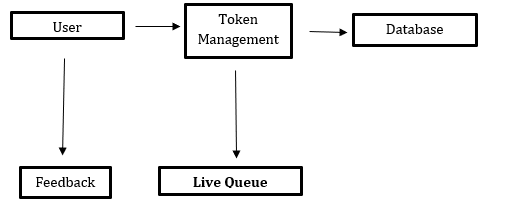 User
Token
Management
Database
Feedback
Live Queue